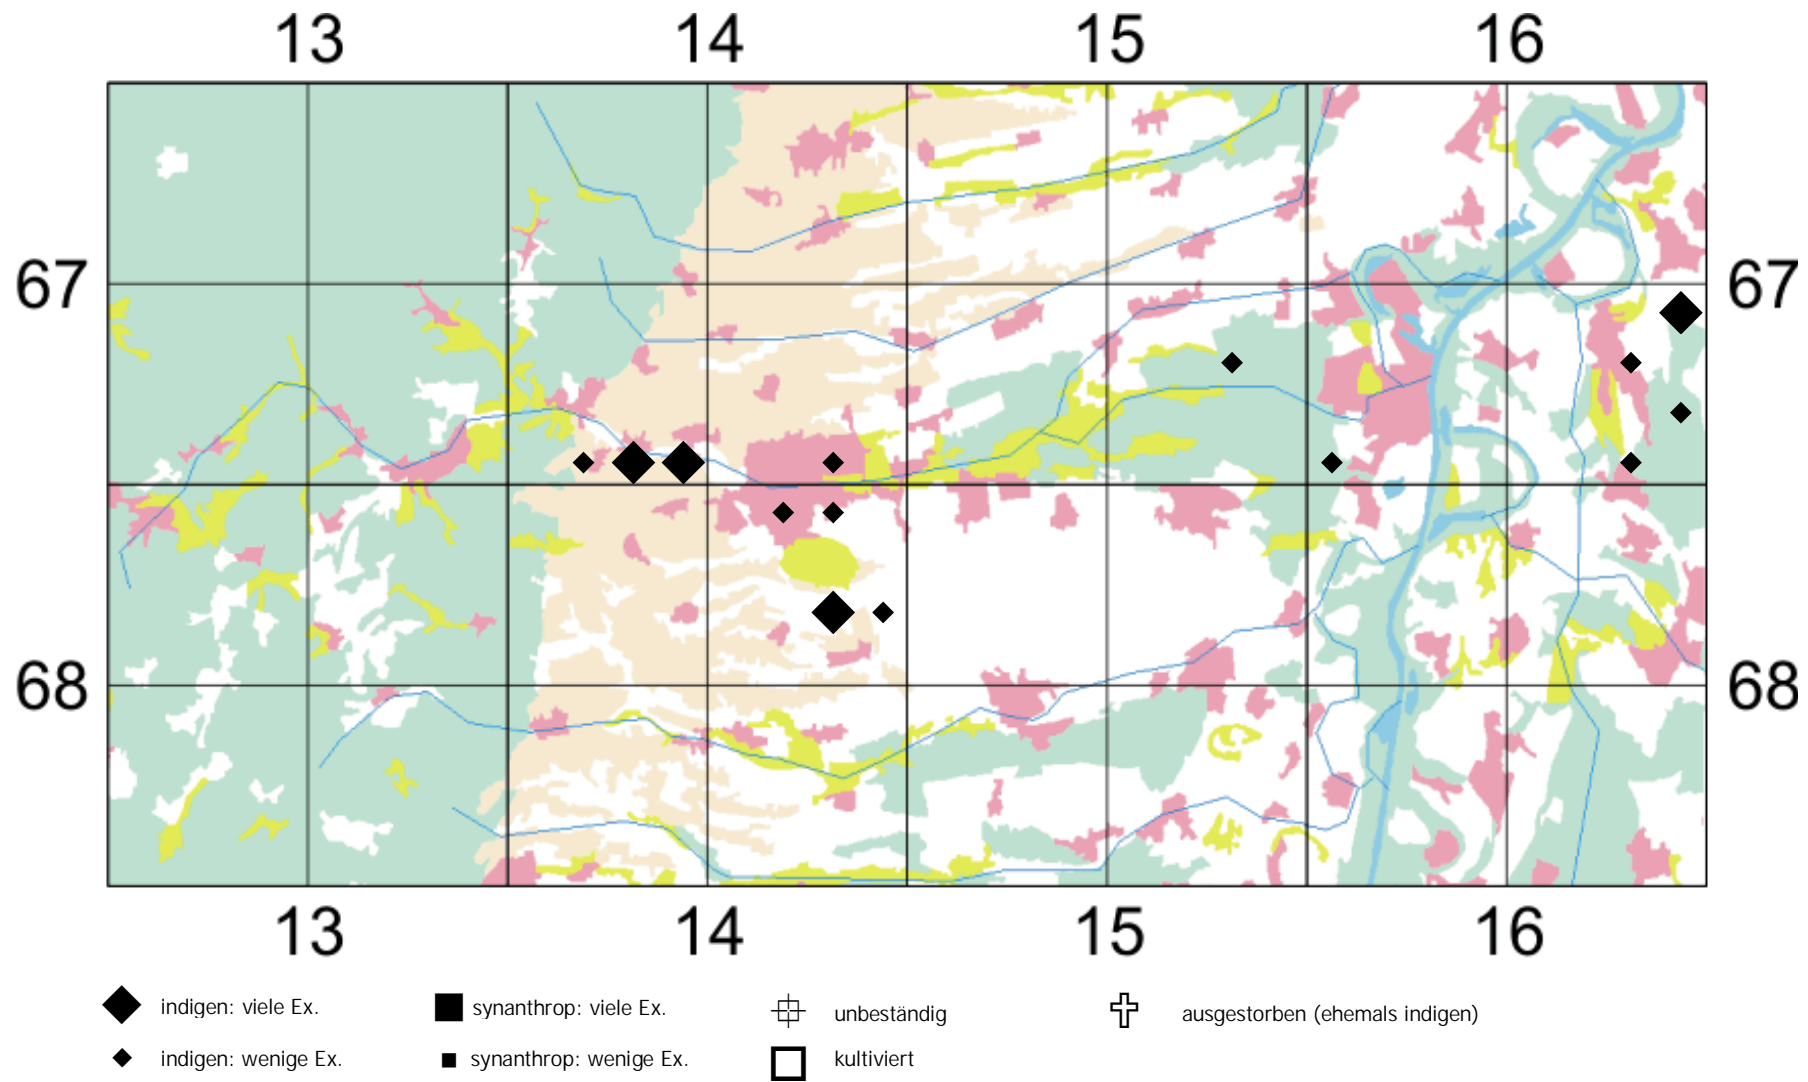 13 14 15 16
67 67
68 68
13 14 15 16
indigen: viele Ex. synanthrop: viele Ex. unbeständig ausgestorben (ehemals indigen)
indigen: wenige Ex. synanthrop: wenige Ex. kultiviert